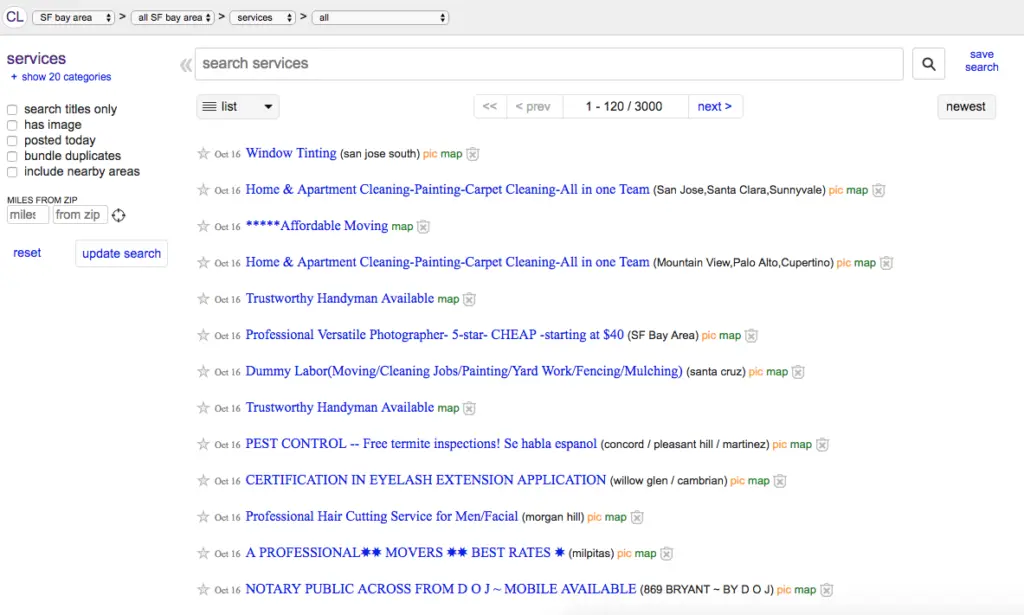 CL SF bay area > all SF bay area > services > all
services
+ show 20 categories
search titles only
has image
posted today
bundle duplicates
include nearby areas
MILES FROM ZIP
miles from zip
reset update search
« search services save search
list << < prev 1 - 120 / 3000 next > newest
Oct 16 Window Tinting (san jose south) pic map
Oct 16 Home & Apartment Cleaning-Painting-Carpet Cleaning-All in one Team (San Jose,Santa Clara,Sunnyvale) pic map
Oct 16 *****Affordable Moving map
Oct 16 Home & Apartment Cleaning-Painting-Carpet Cleaning-All in one Team (Mountain View,Palo Alto,Cupertino) pic map
Oct 16 Trustworthy Handyman Available map
Oct 16 Professional Versatile Photographer- 5-star- CHEAP -starting at $40 (SF Bay Area) pic map
Oct 16 Dummy Labor(Moving/Cleaning Jobs/Painting/Yard Work/Fencing/Mulching) (santa cruz) pic map
Oct 16 Trustworthy Handyman Available map
Oct 16 PEST CONTROL -- Free termite inspections! Se habla espanol (concord / pleasant hill / martinez) pic map
Oct 16 CERTIFICATION IN EYELASH EXTENSION APPLICATION (willow glen / cambrian) pic map
Oct 16 Professional Hair Cutting Service for Men/Facial (morgan hill) pic map
Oct 16 A PROFESSIONAL✷✷ MOVERS ✷✷ BEST RATES ✷ (milpitas) pic map
Oct 16 NOTARY PUBLIC ACROSS FROM D O J ~ MOBILE AVAILABLE (869 BRYANT ~ BY D O J) pic map